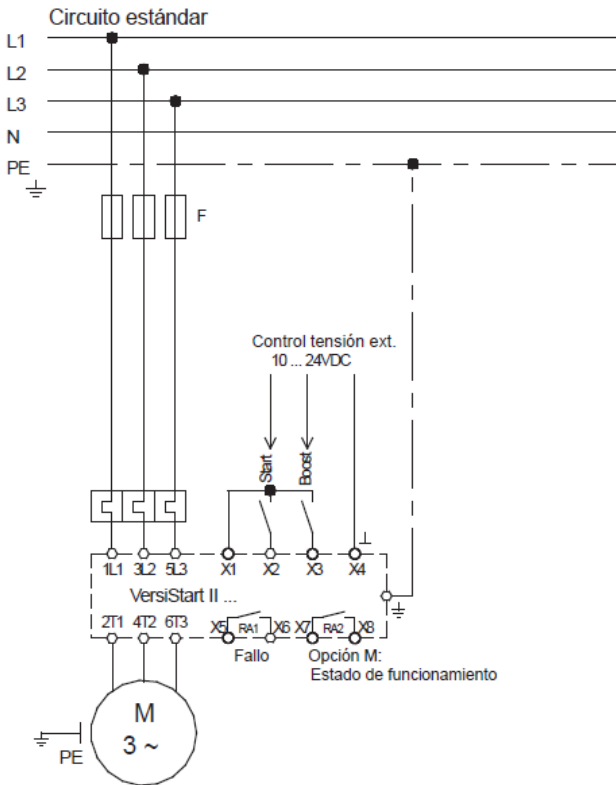 Circuito estándar
L1
L2
L3
N
PE
F
Control tensión ext.
10 ... 24VDC
Start
Boost
1L1 3L2 5L3 X1 X2 X3 X4
VersiStart II ...
2T1 4T2 6T3 X5 RA1 X6 X7 RA2 X8
Fallo
Opción M:
Estado de funcionamiento
M
3 ~
PE